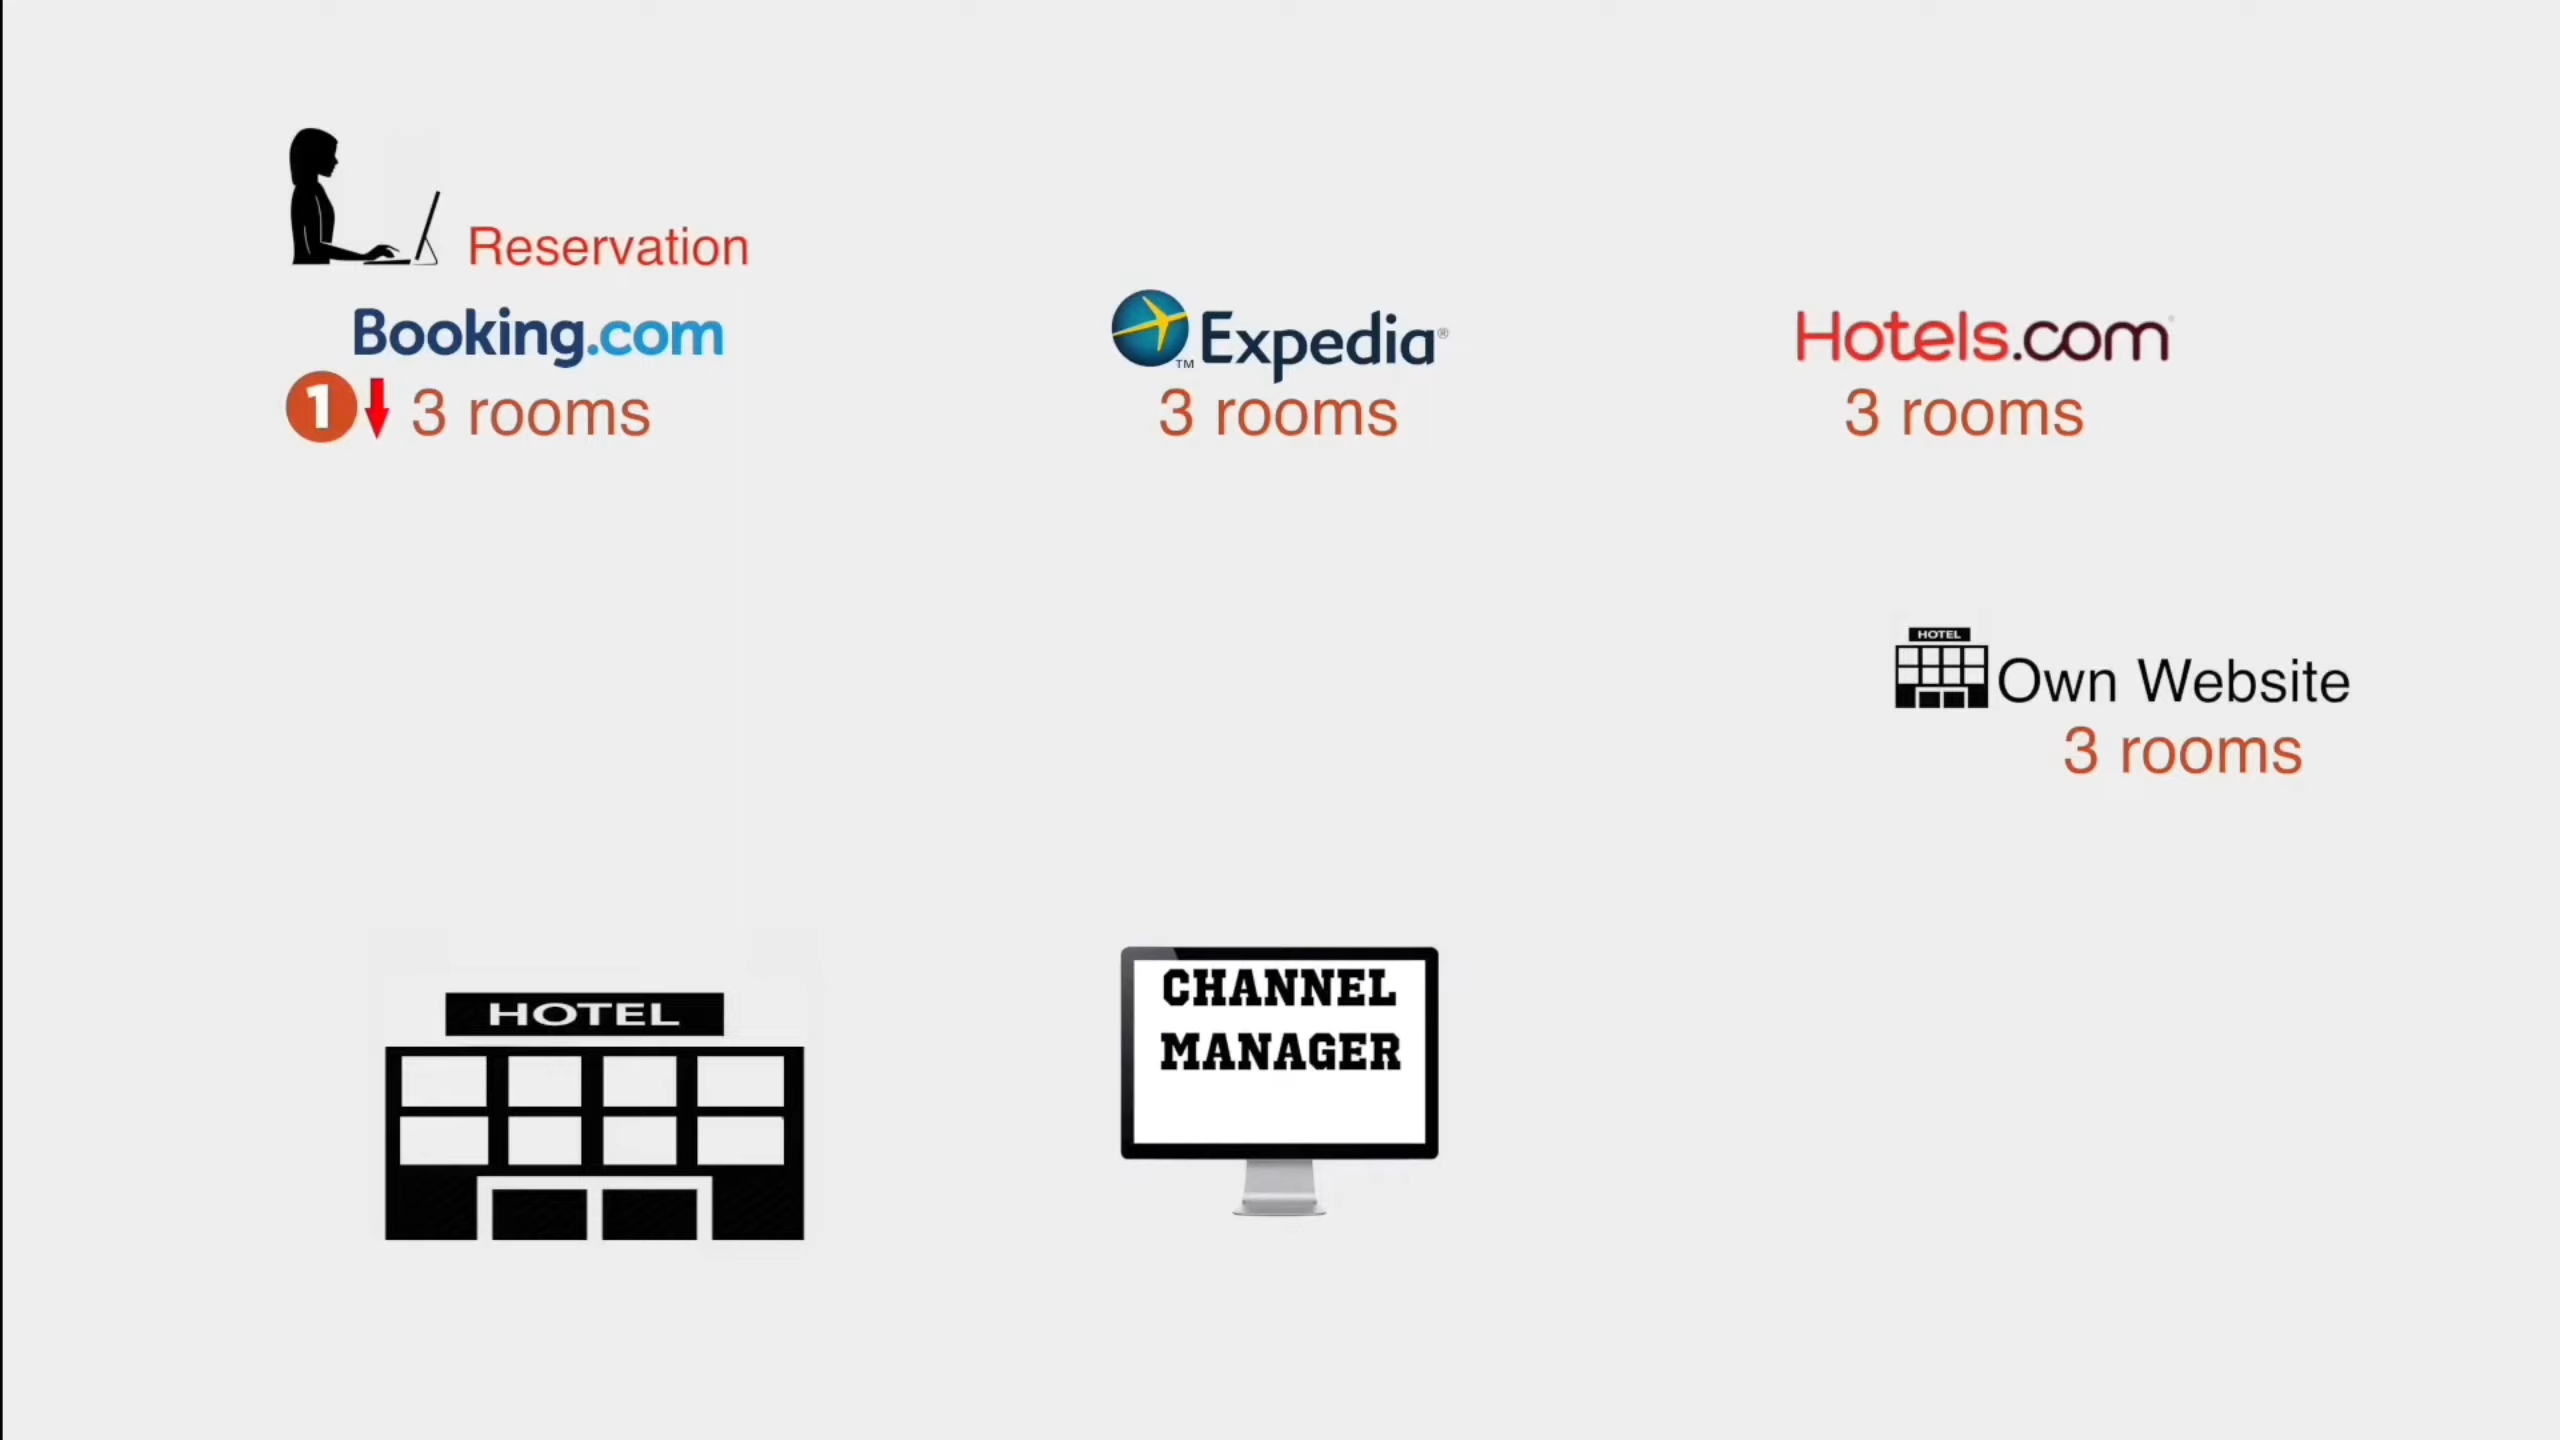 Reservation
Booking.com
1 3 rooms
Expedia®
™
3 rooms
Hotels.com
3 rooms
HOTEL
Own Website
3 rooms
HOTEL
CHANNEL
MANAGER